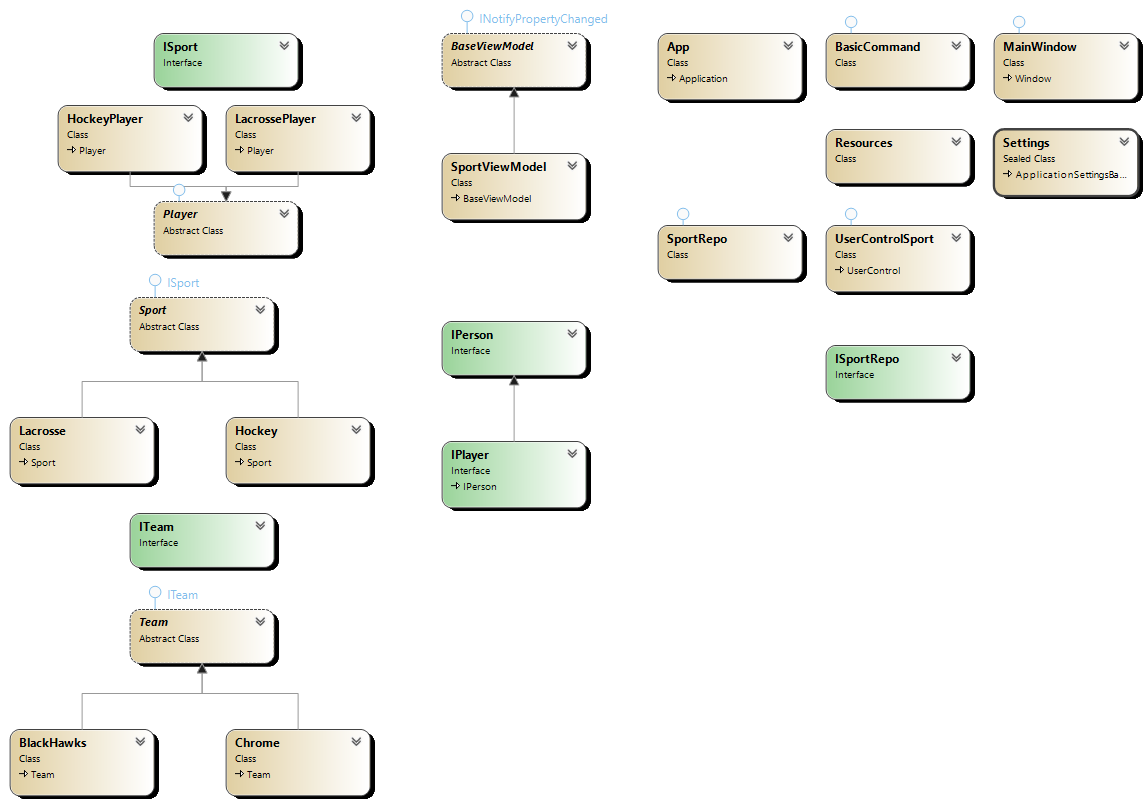 ISport
Interface
HockeyPlayer
Class
Player
LacrossePlayer
Class
Player
Player
Abstract Class
ISport
Sport
Abstract Class
Lacrosse
Class
Sport
Hockey
Class
Sport
ITeam
Interface
ITeam
Team
Abstract Class
BlackHawks
Class
Team
Chrome
Class
Team
INotifyPropertyChanged
BaseViewModel
Abstract Class
SportViewModel
Class
BaseViewModel
IPerson
Interface
IPlayer
Interface
IPerson
App
Class
Application
BasicCommand
Class
MainWindow
Class
Window
Resources
Class
Settings
Sealed Class
ApplicationSettingsBa...
SportRepo
Class
UserControlSport
Class
UserControl
ISportRepo
Interface